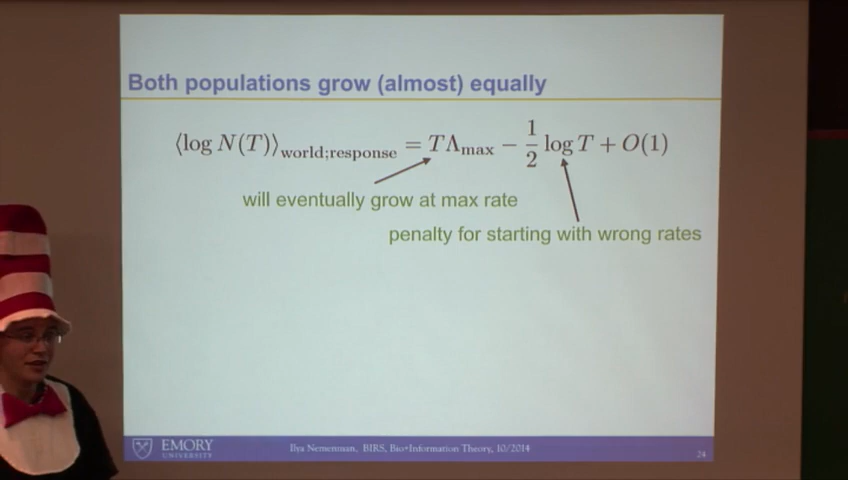 Both populations grow (almost) equally
⟨log N(T)⟩world;response = TΛmax − 1/2 log T + O(1)
will eventually grow at max rate
penalty for starting with wrong rates
EMORY
UNIVERSITY
Ilya Nemenman, BIRS, Bio+Information Theory, 10/2014
24